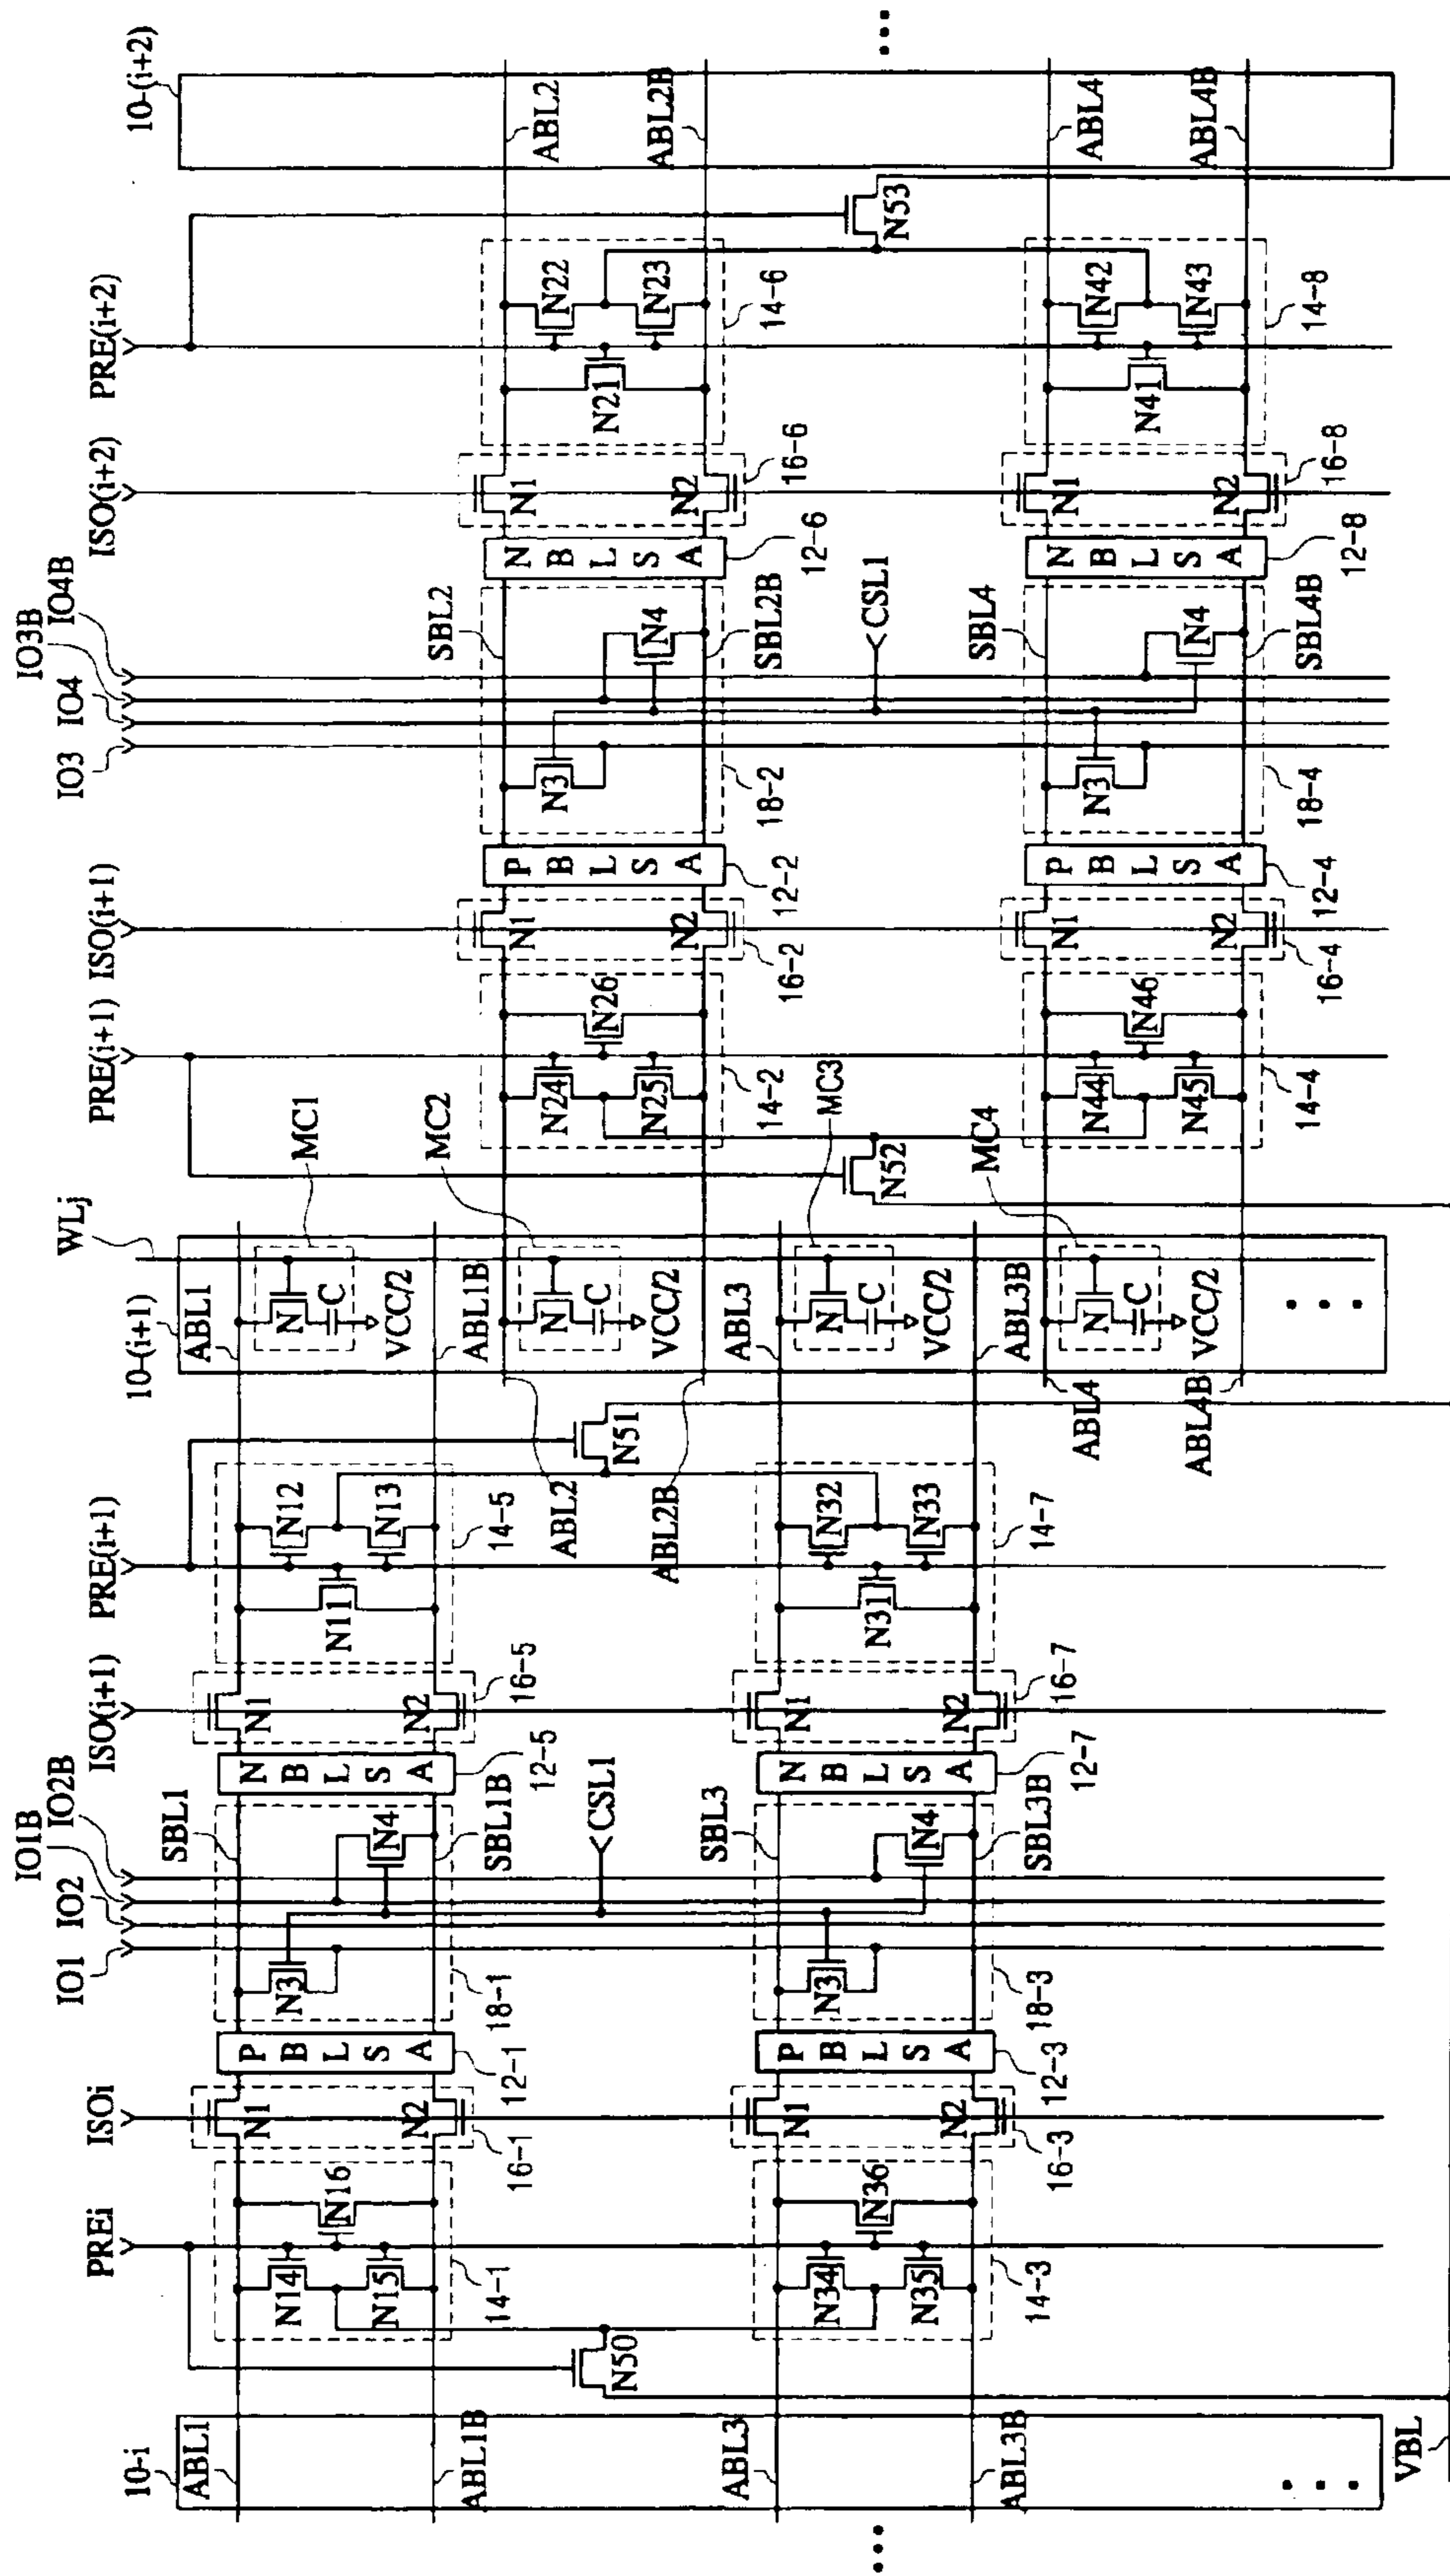 IO1 IO2 IO1B IO2B IO3 IO4 IO3B IO4B
10-i PREi ISOi ISO(i+1) PRE(i+1) 10-(i+1) WLj PRE(i+1) ISO(i+1) ISO(i+2) PRE(i+2) 10-(i+2)
ABL1 SBL1 ABL1 MC1
N14 N16 N1 N3 N1 N12 N
N15 N2 N4 N2 N11 N13 C
P B L S A
N B L S A
VCC/2
ABL1B 14-1 16-1 12-1 18-1 SBL1B 12-5 16-5 14-5 ABL1B MC2 SBL2
N50 CSL1 N51 ABL2 N C VCC/2 N24 N25 N26 N1 N2 N3 N4 N1 N2 N21 N22 N23 ABL2
P B L S A
N B L S A
ABL2B 14-2 16-2 12-2 18-2 SBL2B 12-6 16-6 14-6 ABL2B
ABL3 SBL3 ABL3 MC3
N34 N35 N36 N1 N2 N3 N4 N1 N2 N31 N32 N33 N C VCC/2 N52 CSL1 N53
P B L S A
N B L S A
ABL3B 14-3 16-3 12-3 18-3 SBL3B 12-7 16-7 14-7 ABL3B MC4 SBL4
ABL4 N C VCC/2 N44 N45 N46 N1 N2 N3 N4 N1 N2 N41 N42 N43 ABL4
P B L S A
N B L S A
ABL4B 14-4 16-4 12-4 18-4 SBL4B 12-8 16-8 14-8 ABL4B
VBL